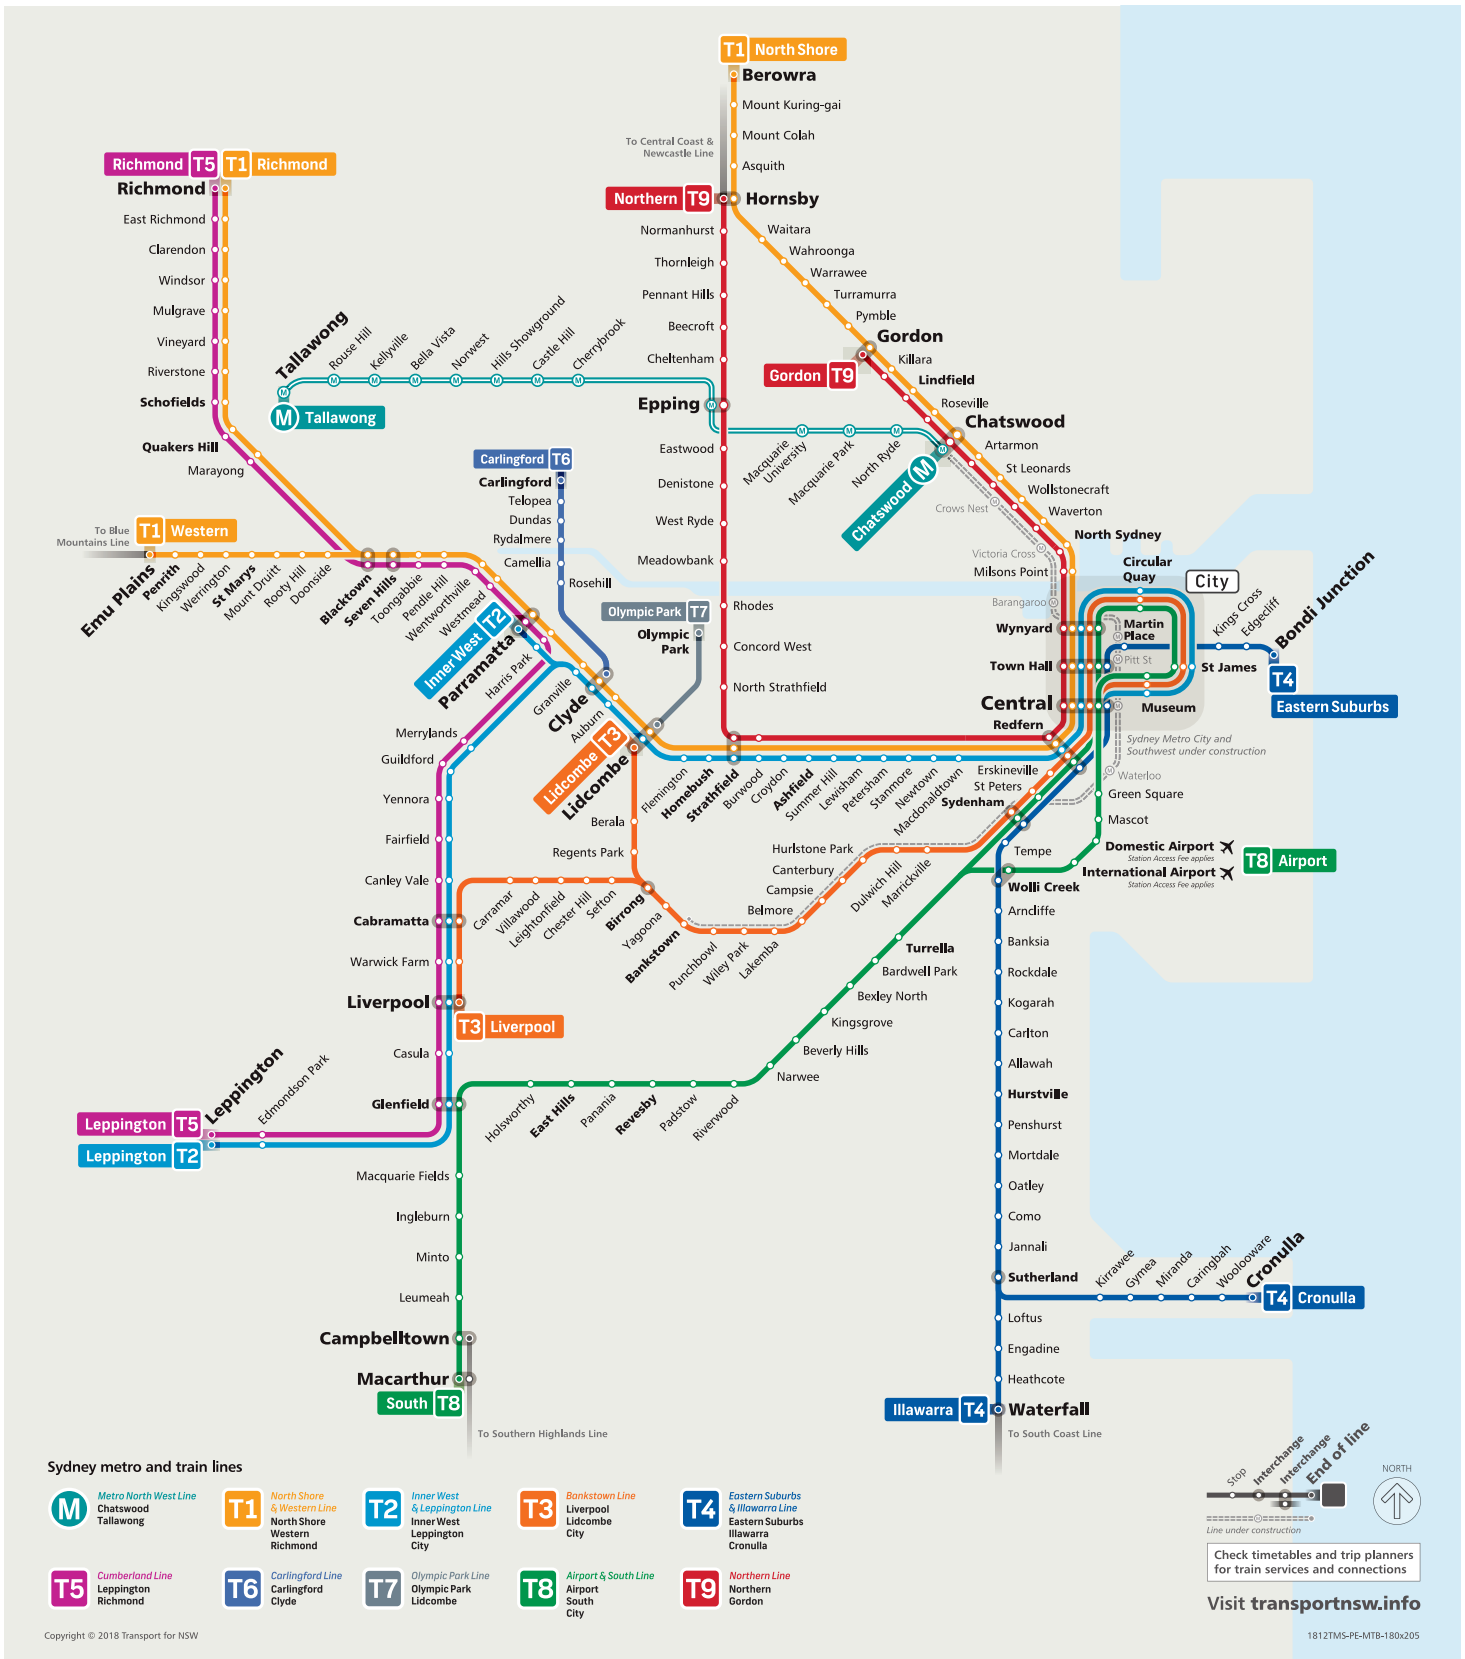 T1 North Shore
Berowra
Mount Kuring-gai
Mount Colah
Asquith
To Central Coast &
Newcastle Line
Northern T9
Hornsby
Richmond T5
T1 Richmond
Richmond
East Richmond
Clarendon
Windsor
Mulgrave
Vineyard
Riverstone
Schofields
Quakers Hill
Marayong
Normanhurst
Thornleigh
Pennant Hills
Beecroft
Cheltenham
Epping
Waitara
Wahroonga
Warrawee
Turramurra
Pymble
Gordon
Gordon T9
Killara
Lindfield
Roseville
Chatswood
Artarmon
St Leonards
Wollstonecraft
Waverton
North Sydney
Tallawong
M Tallawong
Rouse Hill
Kellyville
Bella Vista
Norwest
Hills Showground
Castle Hill
Cherrybrook
Macquarie
University
Macquarie Park
North Ryde
Chatswood M
Crows Nest
Victoria Cross
Milsons Point
Barangaroo
Eastwood
Denistone
West Ryde
Meadowbank
Rhodes
Concord West
North Strathfield
Carlingford T6
Carlingford
Telopea
Dundas
Rydalmere
Camellia
Rosehill
Olympic Park T7
Olympic
Park
To Blue
Mountains Line
T1 Western
Emu Plains
Penrith
Kingswood
Werrington
St Marys
Mount Druitt
Rooty Hill
Doonside
Blacktown
Seven Hills
Toongabbie
Pendle Hill
Wentworthville
Westmead
Inner West T2
Parramatta
Harris Park
Granville
Clyde
Auburn
Lidcombe T3
Lidcombe
Flemington
Homebush
Strathfield
Burwood
Croydon
Ashfield
Summer Hill
Lewisham
Petersham
Stanmore
Newtown
Macdonaldtown
Redfern
Central
Town Hall
Wynyard
Circular
Quay
City
Martin
Place
Pitt St
St James
Museum
Kings Cross
Edgecliff
Bondi Junction
T4
Eastern Suburbs
Sydney Metro City and
Southwest under construction
Waterloo
Green Square
Mascot
Domestic Airport
Station Access Fee applies
International Airport
Station Access Fee applies
T8 Airport
Erskineville
St Peters
Sydenham
Tempe
Wolli Creek
Merrylands
Guildford
Yennora
Fairfield
Canley Vale
Cabramatta
Warwick Farm
Liverpool
T3 Liverpool
Casula
Glenfield
Berala
Regents Park
Carramar
Villawood
Leightonfield
Chester Hill
Sefton
Birrong
Yagoona
Bankstown
Punchbowl
Wiley Park
Lakemba
Belmore
Campsie
Canterbury
Hurlstone Park
Dulwich Hill
Marrickville
Turrella
Bardwell Park
Bexley North
Kingsgrove
Beverly Hills
Narwee
Riverwood
Padstow
Revesby
Panania
East Hills
Holsworthy
Leppington
Edmondson Park
Leppington T5
Leppington T2
Macquarie Fields
Ingleburn
Minto
Leumeah
Campbelltown
Macarthur
South T8
To Southern Highlands Line
Arncliffe
Banksia
Rockdale
Kogarah
Carlton
Allawah
Hurstville
Penshurst
Mortdale
Oatley
Como
Jannali
Sutherland
Kirrawee
Gymea
Miranda
Caringbah
Woolooware
Cronulla
T4 Cronulla
Loftus
Engadine
Heathcote
Illawarra T4
Waterfall
To South Coast Line
Sydney metro and train lines
M
Metro North West Line
Chatswood
Tallawong
T1
North Shore
& Western Line
North Shore
Western
Richmond
T2
Inner West
& Leppington Line
Inner West
Leppington
City
T3
Bankstown Line
Liverpool
Lidcombe
City
T4
Eastern Suburbs
& Illawarra Line
Eastern Suburbs
Illawarra
Cronulla
T5
Cumberland Line
Leppington
Richmond
T6
Carlingford Line
Carlingford
Clyde
T7
Olympic Park Line
Olympic Park
Lidcombe
T8
Airport & South Line
Airport
South
City
T9
Northern Line
Northern
Gordon
Stop
Interchange
Interchange
End of line
M
Line under construction
NORTH
Check timetables and trip planners
for train services and connections
Visit transportnsw.info
Copyright © 2018 Transport for NSW
1812TMS-PE-MTB-180x205